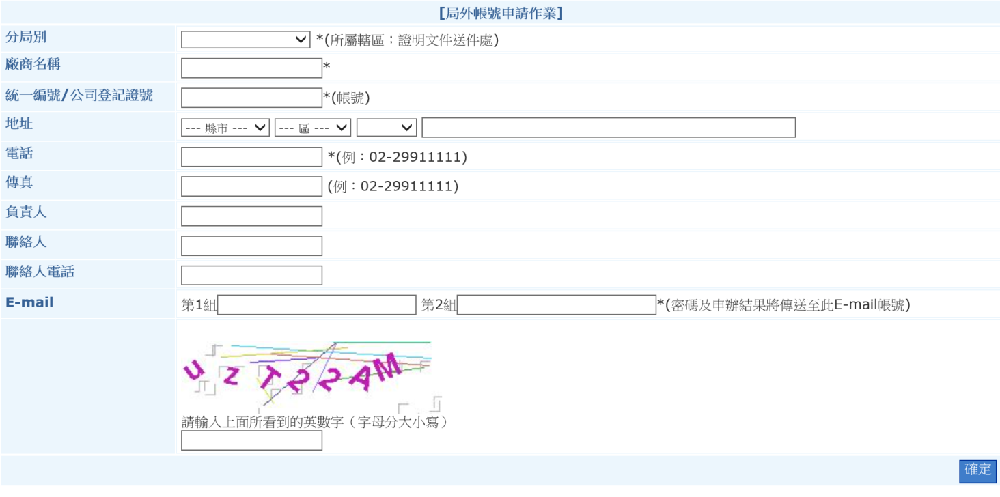 [局外帳號申請作業]
分局別 *(所屬轄區；證明文件送件處)
廠商名稱 *
統一編號/公司登記證號 *(帳號)
地址 --- 縣市 --- --- 區 ---
電話 *(例：02-29911111)
傳真 (例：02-29911111)
負責人
聯絡人
聯絡人電話
E-mail 第1組 第2組 *(密碼及申辦結果將傳送至此E-mail帳號)
請輸入上面所看到的英數字（字母分大小寫）
確定